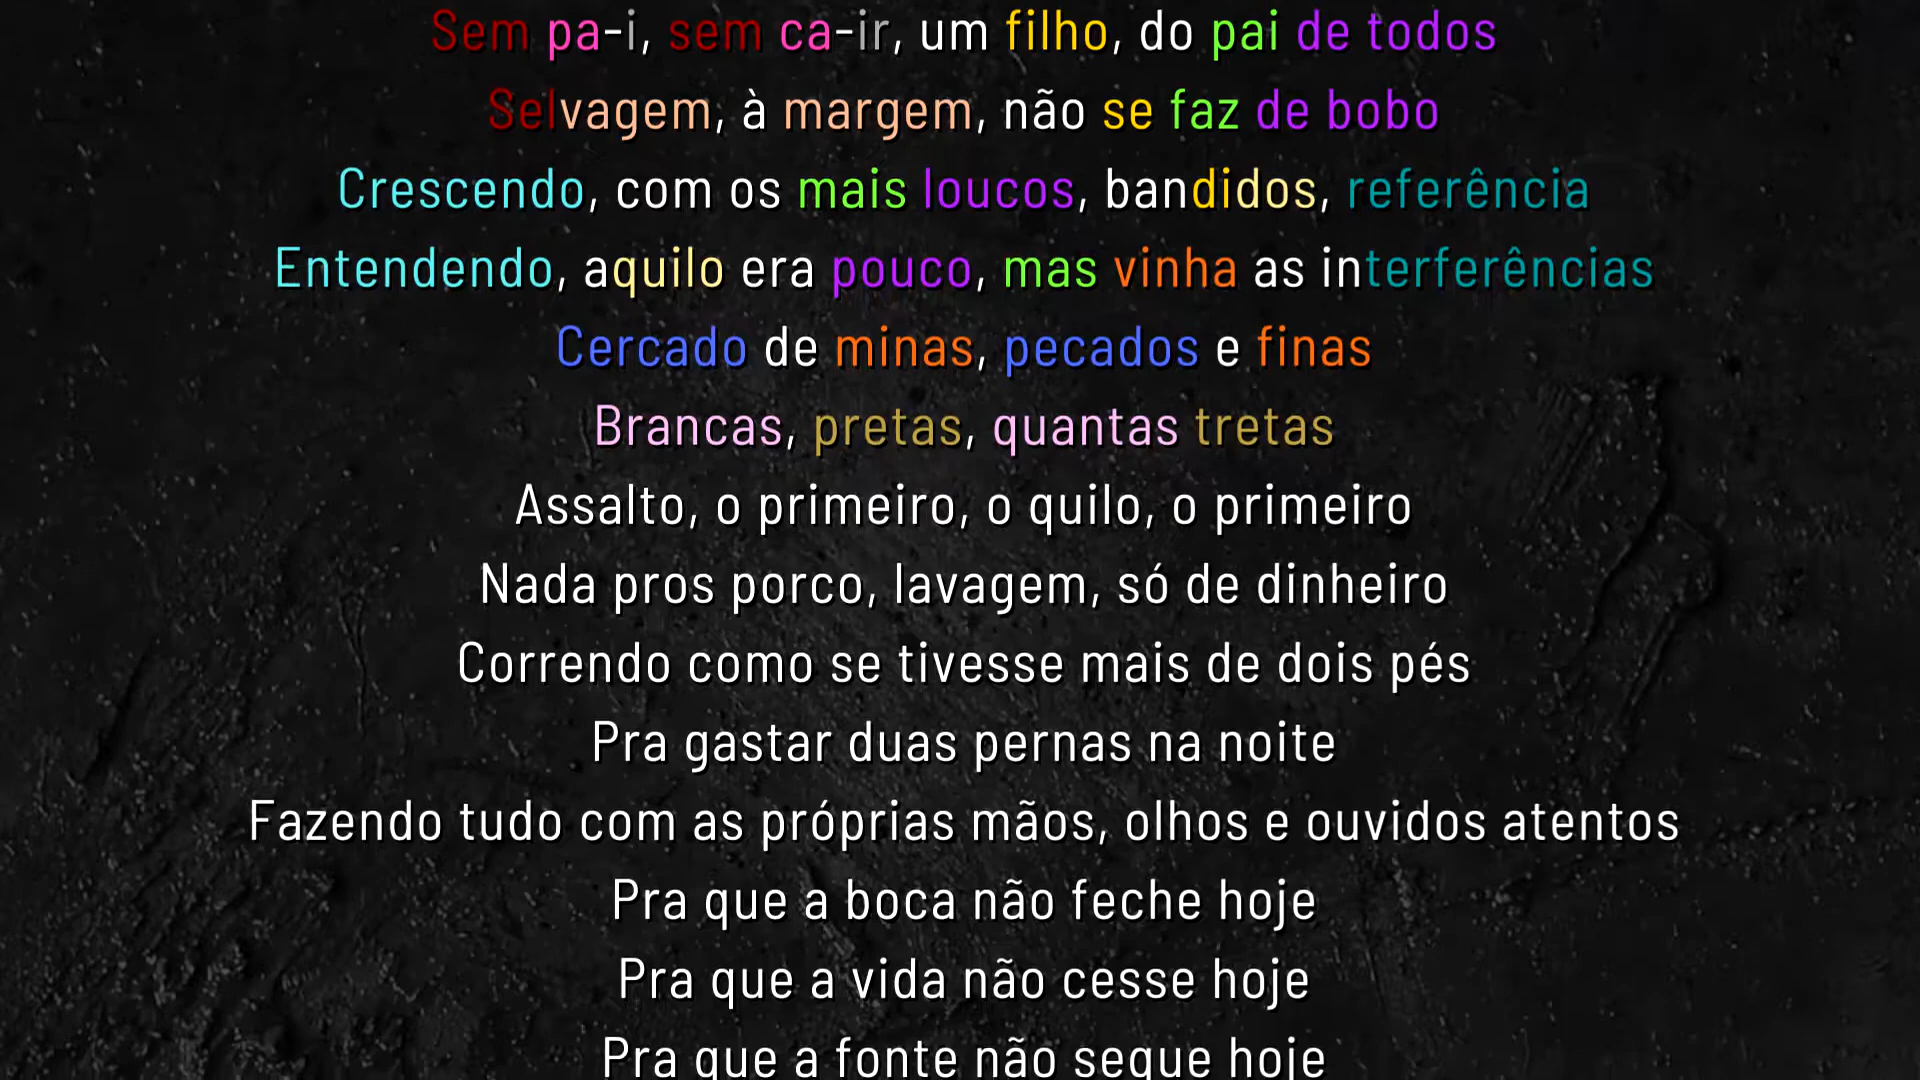 Sem pa-i, sem ca-ir, um filho, do pai de todos
Selvagem, à margem, não se faz de bobo
Crescendo, com os mais loucos, bandidos, referência
Entendendo, aquilo era pouco, mas vinha as interferências
Cercado de minas, pecados e finas
Brancas, pretas, quantas tretas
Assalto, o primeiro, o quilo, o primeiro
Nada pros porco, lavagem, só de dinheiro
Correndo como se tivesse mais de dois pés
Pra gastar duas pernas na noite
Fazendo tudo com as próprias mãos, olhos e ouvidos atentos
Pra que a boca não feche hoje
Pra que a vida não cesse hoje
Pra que a fonte não seque hoje